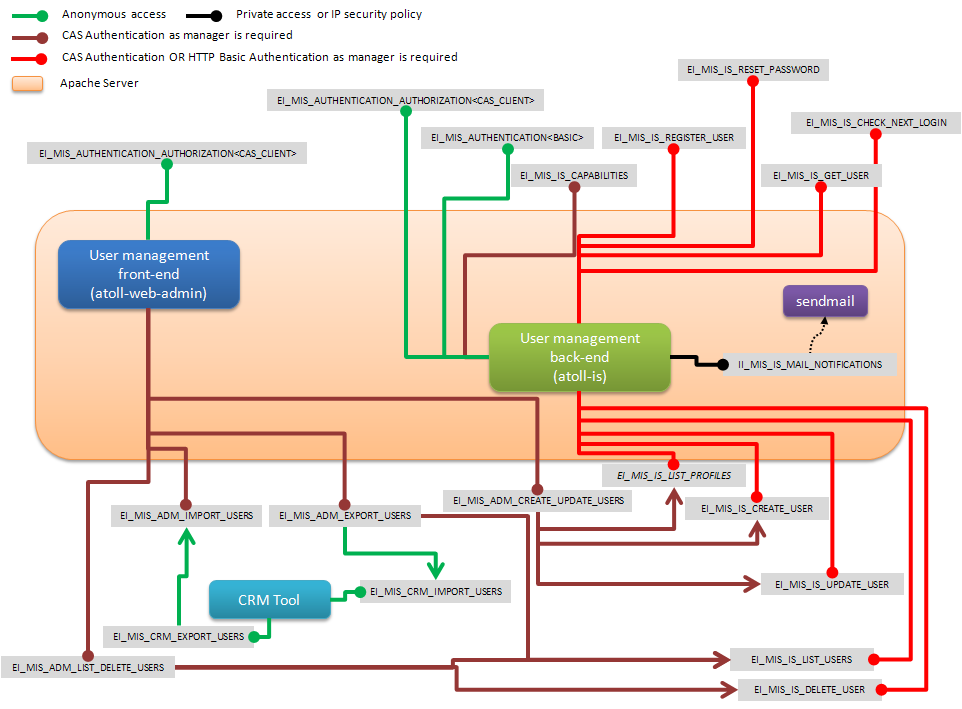 Anonymous access
Private access or IP security policy
CAS Authentication as manager is required
CAS Authentication OR HTTP Basic Authentication as manager is required
Apache Server
EI_MIS_IS_RESET_PASSWORD
EI_MIS_AUTHENTICATION_AUTHORIZATION<CAS_CLIENT>
EI_MIS_IS_CHECK_NEXT_LOGIN
EI_MIS_AUTHENTICATION<BASIC>
EI_MIS_IS_REGISTER_USER
EI_MIS_AUTHENTICATION_AUTHORIZATION<CAS_CLIENT>
EI_MIS_IS_CAPABILITIES
EI_MIS_IS_GET_USER
User management
front-end
(atoll-web-admin)
sendmail
User management
back-end
(atoll-is)
II_MIS_IS_MAIL_NOTIFICATIONS
EI_MIS_IS_LIST_PROFILES
EI_MIS_ADM_CREATE_UPDATE_USERS
EI_MIS_IS_CREATE_USER
EI_MIS_ADM_IMPORT_USERS
EI_MIS_ADM_EXPORT_USERS
EI_MIS_IS_UPDATE_USER
EI_MIS_CRM_IMPORT_USERS
CRM Tool
EI_MIS_CRM_EXPORT_USERS
EI_MIS_IS_LIST_USERS
EI_MIS_ADM_LIST_DELETE_USERS
EI_MIS_IS_DELETE_USER